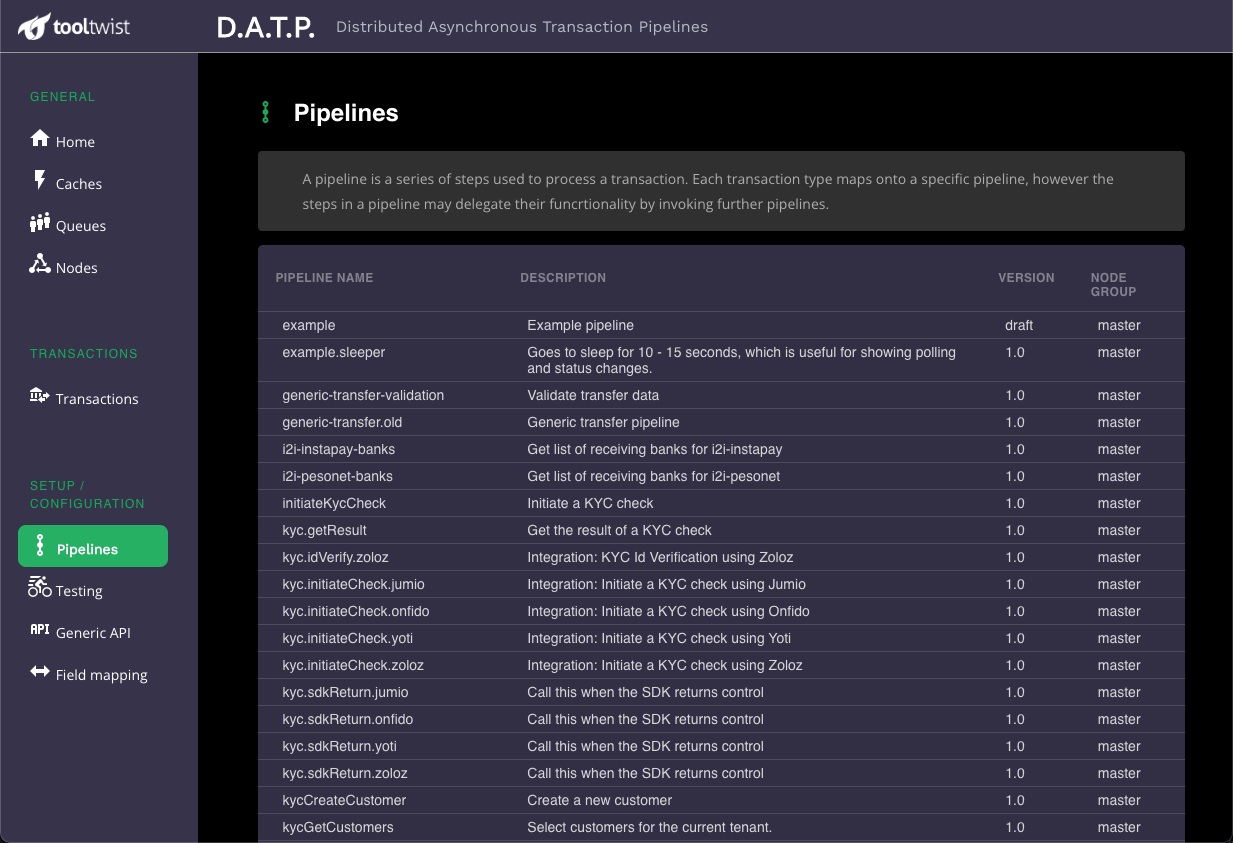 tooltwist
D.A.T.P. Distributed Asynchronous Transaction Pipelines
GENERAL
Home
Caches
Queues
Nodes
TRANSACTIONS
Transactions
SETUP /
CONFIGURATION
Pipelines
Testing
API Generic API
Field mapping
Pipelines
A pipeline is a series of steps used to process a transaction. Each transaction type maps onto a specific pipeline, however the
steps in a pipeline may delegate their funcrtionality by invoking further pipelines.
PIPELINE NAME DESCRIPTION VERSION NODE
GROUP
example Example pipeline draft master
example.sleeper Goes to sleep for 10 - 15 seconds, which is useful for showing polling 1.0 master
and status changes.
generic-transfer-validation Validate transfer data 1.0 master
generic-transfer.old Generic transfer pipeline 1.0 master
i2i-instapay-banks Get list of receiving banks for i2i-instapay 1.0 master
i2i-pesonet-banks Get list of receiving banks for i2i-pesonet 1.0 master
initiateKycCheck Initiate a KYC check 1.0 master
kyc.getResult Get the result of a KYC check 1.0 master
kyc.idVerify.zoloz Integration: KYC Id Verification using Zoloz 1.0 master
kyc.initiateCheck.jumio Integration: Initiate a KYC check using Jumio 1.0 master
kyc.initiateCheck.onfido Integration: Initiate a KYC check using Onfido 1.0 master
kyc.initiateCheck.yoti Integration: Initiate a KYC check using Yoti 1.0 master
kyc.initiateCheck.zoloz Integration: Initiate a KYC check using Zoloz 1.0 master
kyc.sdkReturn.jumio Call this when the SDK returns control 1.0 master
kyc.sdkReturn.onfido Call this when the SDK returns control 1.0 master
kyc.sdkReturn.yoti Call this when the SDK returns control 1.0 master
kyc.sdkReturn.zoloz Call this when the SDK returns control 1.0 master
kycCreateCustomer Create a new customer 1.0 master
kycGetCustomers Select customers for the current tenant. 1.0 master